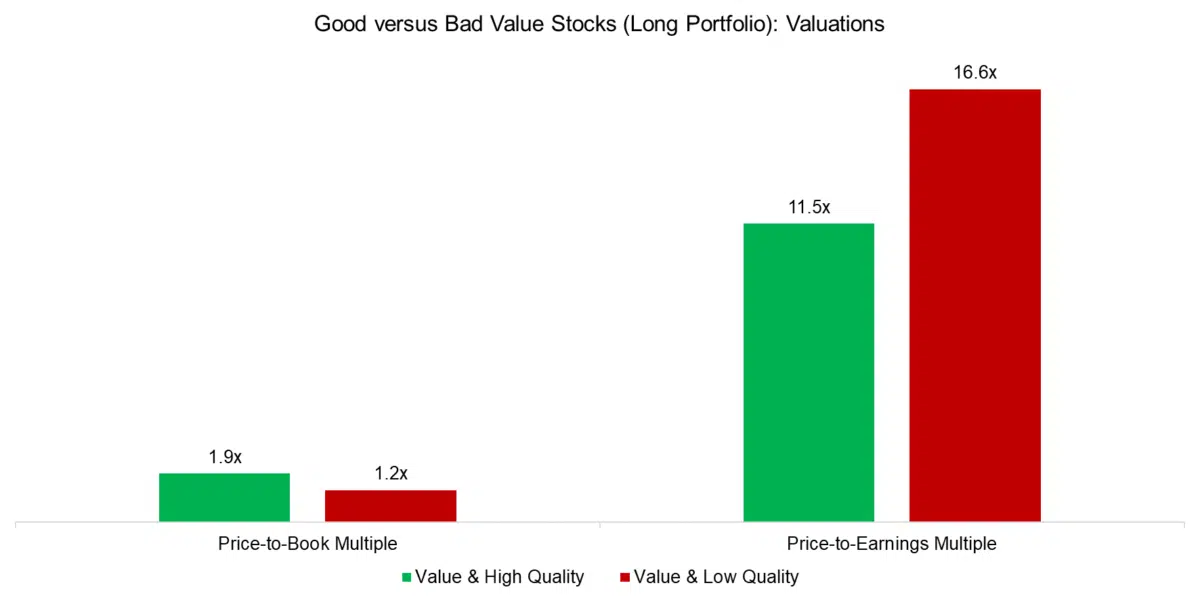 Good versus Bad Value Stocks (Long Portfolio): Valuations
16.6x
11.5x
1.9x
1.2x
Price-to-Book Multiple
Price-to-Earnings Multiple
Value & High Quality
Value & Low Quality